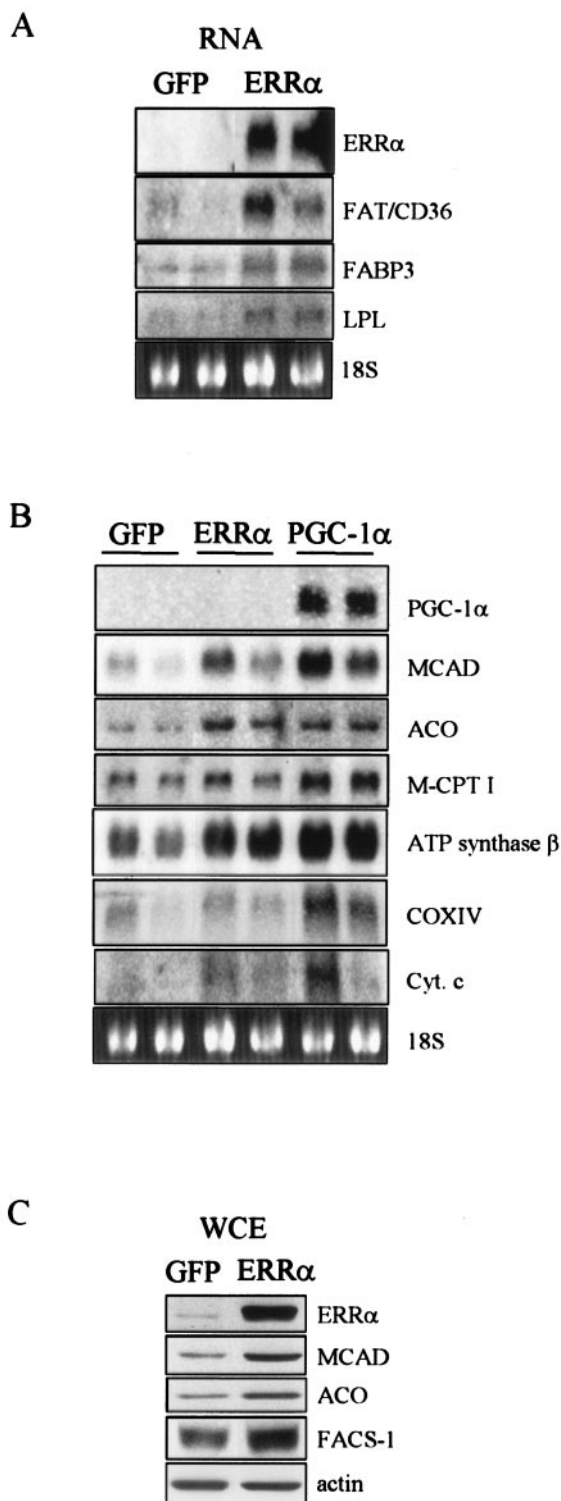 A
RNA
GFP ERRα
ERRα
FAT/CD36
FABP3
LPL
18S
B
GFP ERRα PGC-1α
PGC-1α
MCAD
ACO
M-CPT I
ATP synthase β
COXIV
Cyt. c
18S
C
WCE
GFP ERRα
ERRα
MCAD
ACO
FACS-1
actin